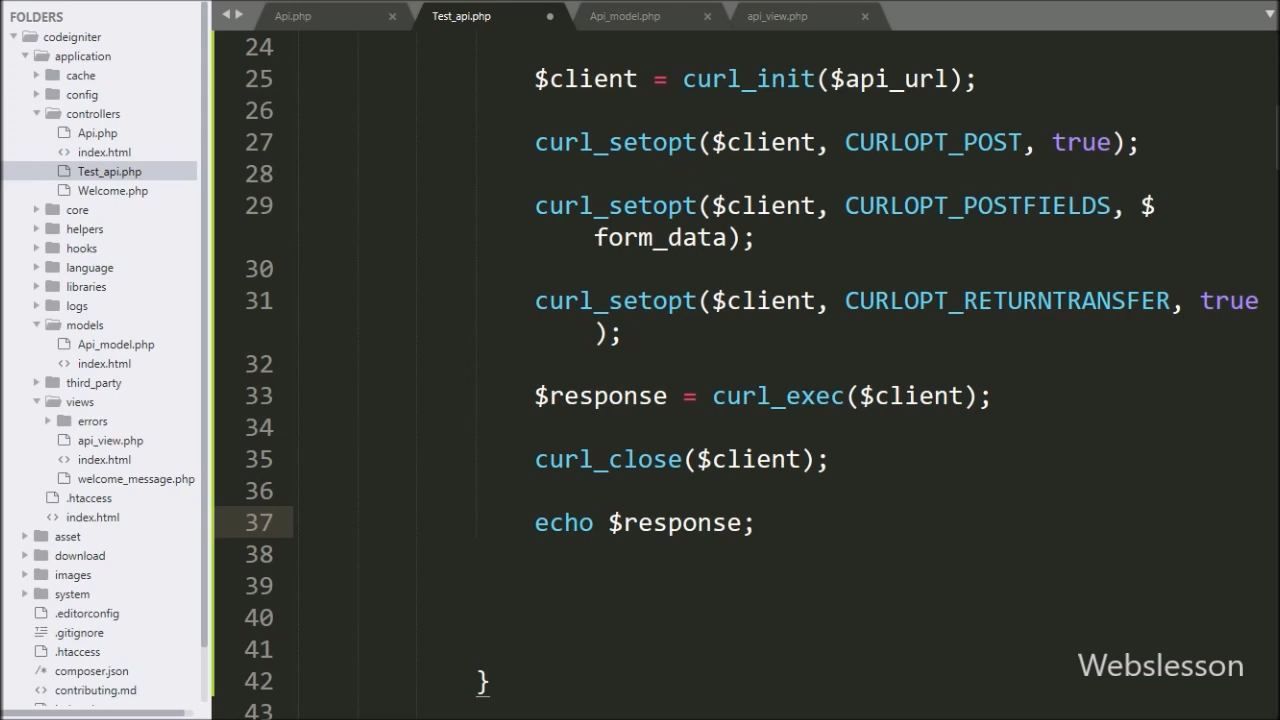 FOLDERS
codeigniter
application
cache
config
controllers
Api.php
index.html
Test_api.php
Welcome.php
core
helpers
hooks
language
libraries
logs
models
Api_model.php
index.html
third_party
views
errors
api_view.php
index.html
welcome_message.php
.htaccess
index.html
asset
download
images
system
.editorconfig
.gitignore
.htaccess
composer.json
contributing.md
Api.php
Test_api.php
Api_model.php
api_view.php
24
25 $client = curl_init($api_url);
26
27 curl_setopt($client, CURLOPT_POST, true);
28
29 curl_setopt($client, CURLOPT_POSTFIELDS, $
form_data);
30
31 curl_setopt($client, CURLOPT_RETURNTRANSFER, true
);
32
33 $response = curl_exec($client);
34
35 curl_close($client);
36
37 echo $response;
38
39
40
41
42 }
43
Webslesson